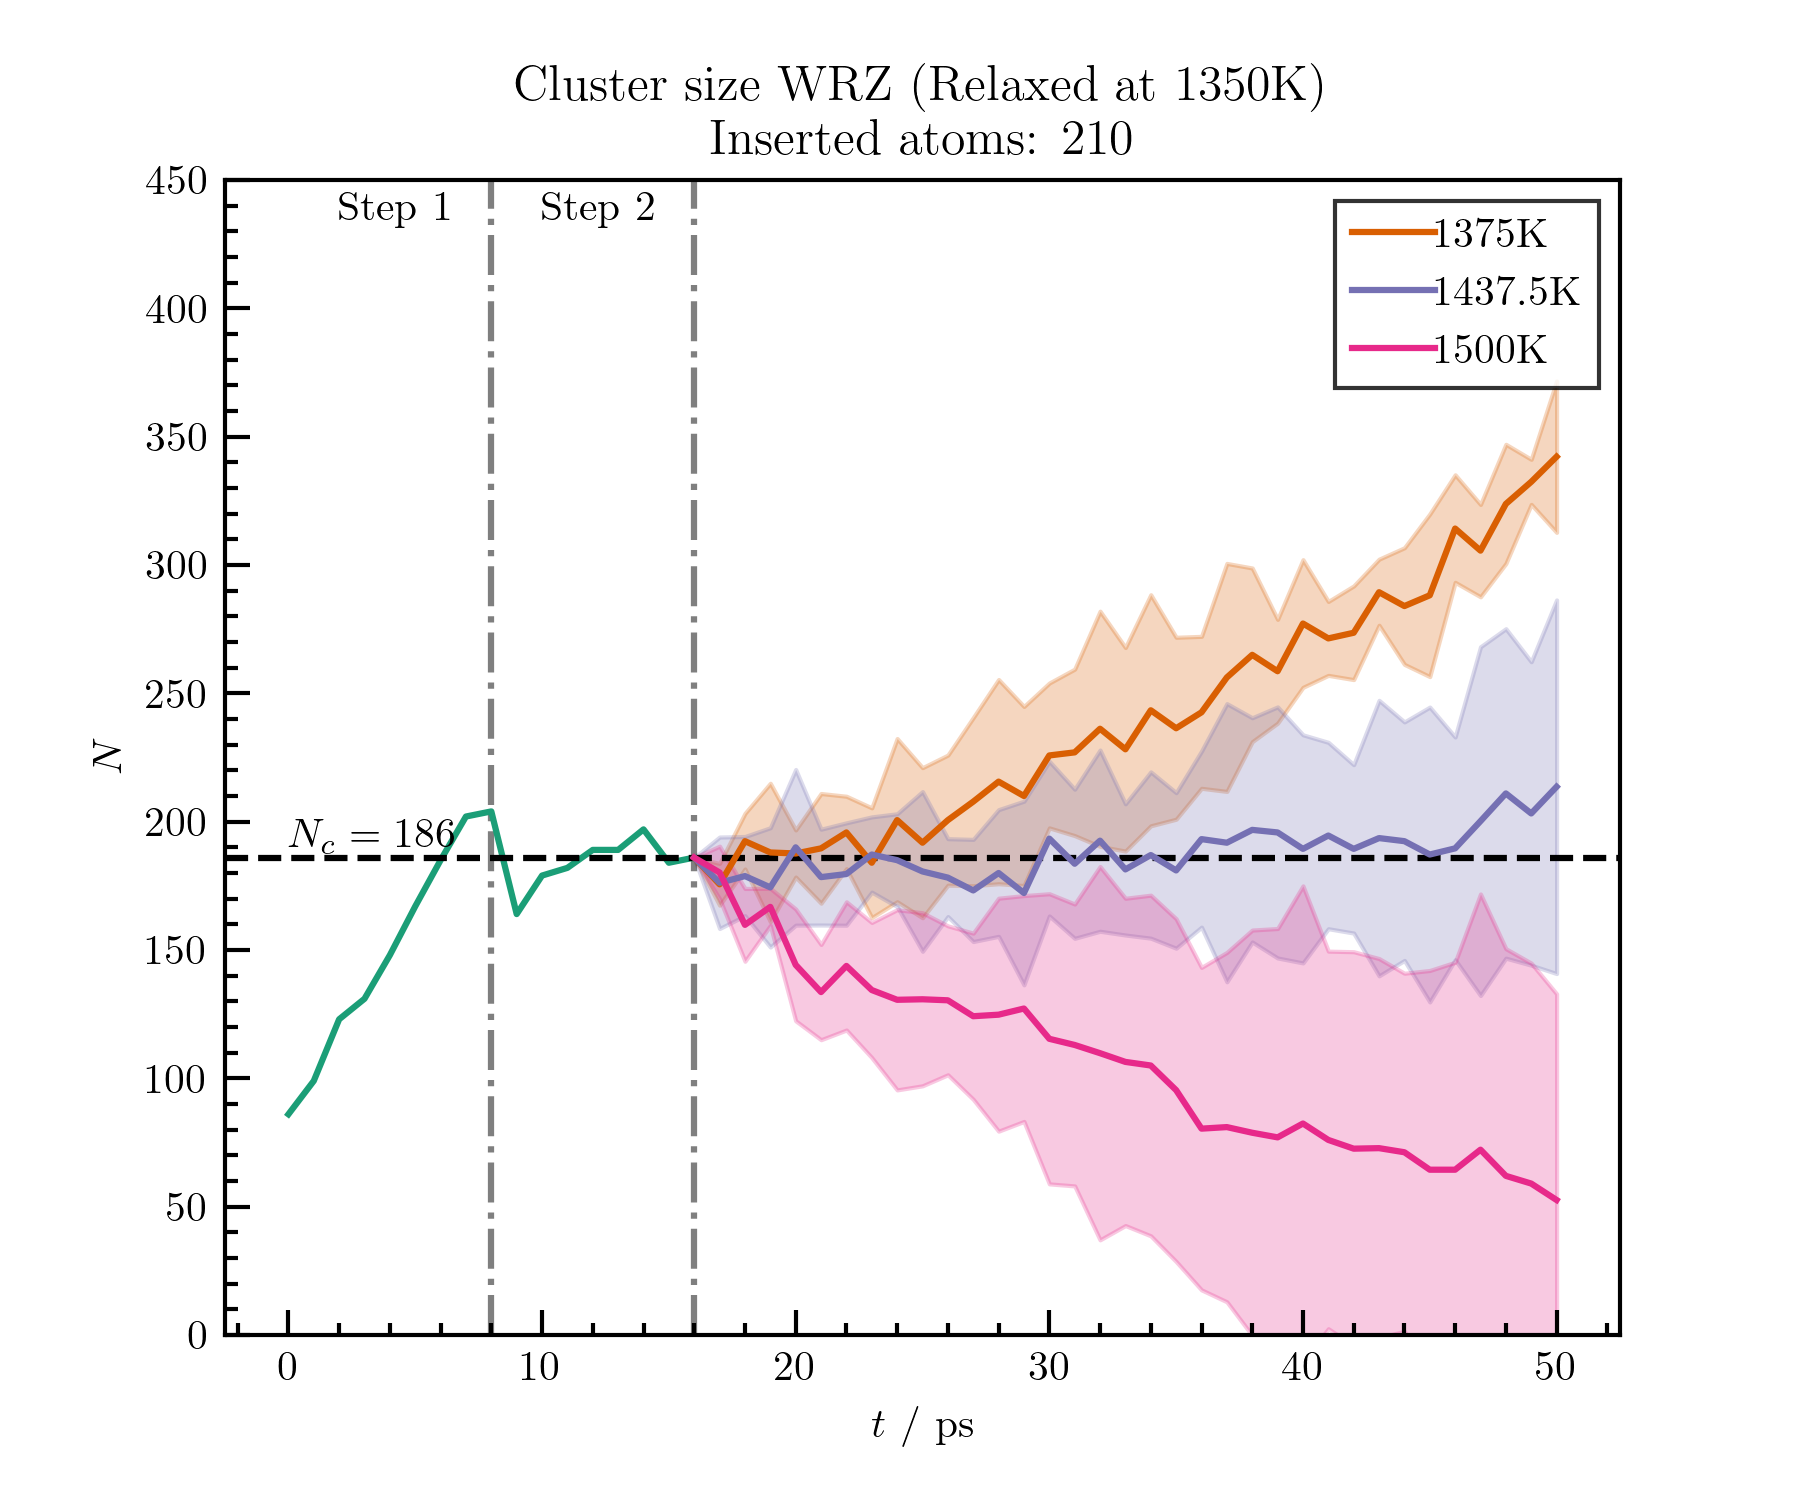 Cluster size WRZ (Relaxed at 1350K)
Inserted atoms: 210
Step 1
Step 2
1375K
1437.5K
1500K
450
400
350
300
250
200
150
100
50
0
N
N_c = 186
0 10 20 30 40 50
t / ps